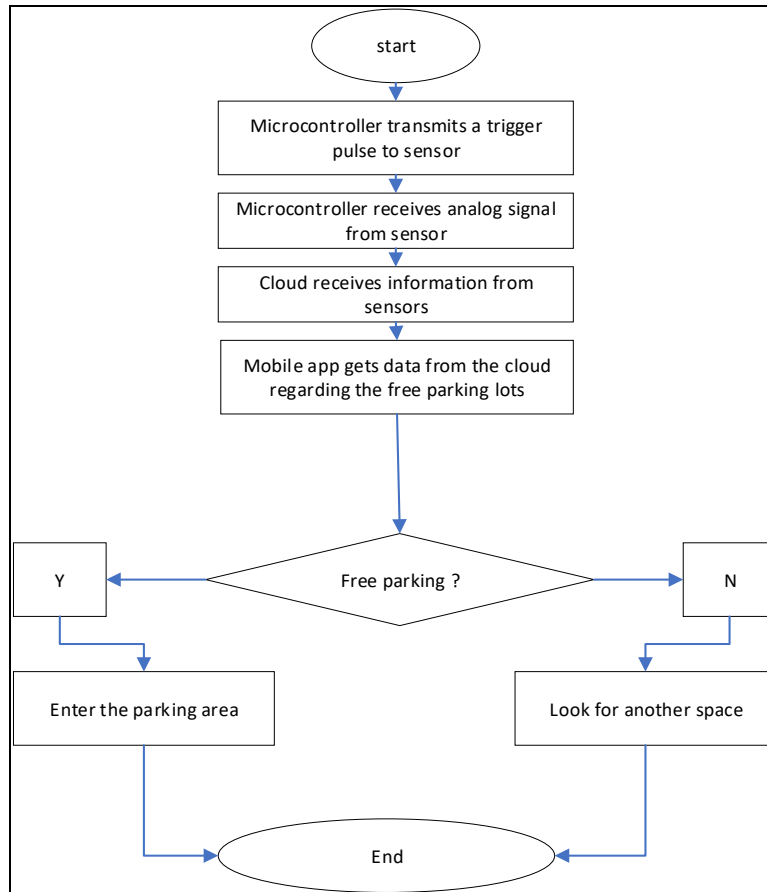 start
Microcontroller transmits a trigger
pulse to sensor
Microcontroller receives analog signal
from sensor
Cloud receives information from
sensors
Mobile app gets data from the cloud
regarding the free parking lots
Y
Free parking ?
N
Enter the parking area
Look for another space
End